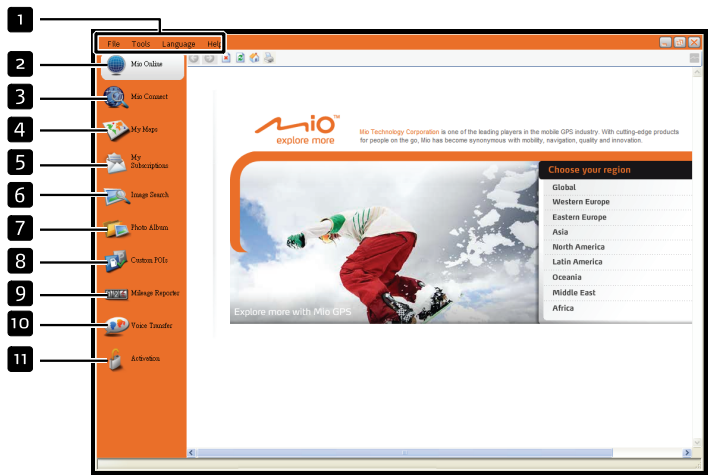 1
File Tools Language Help
2 Mio Online
3 Mio Connect
4 My Maps
5 My
Subscriptions
6 Image Search
7 Photo Album
8 Custom POIs
9 Mileage Reporter
10 Voice Transfer
11 Activation
Mio™
explore more
Mio Technology Corporation is one of the leading players in the mobile GPS industry. With cutting-edge products
for people on the go, Mio has become synonymous with mobility, navigation, quality and innovation.
Choose your region
Global
Western Europe
Eastern Europe
Asia
North America
Latin America
Oceania
Middle East
Africa
Explore more with Mio GPS